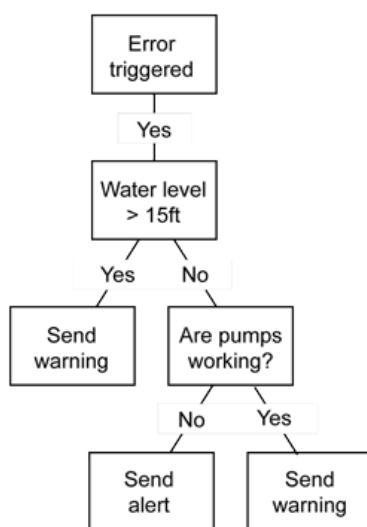 Error
triggered
Yes
Water level
> 15ft
Yes
No
Send
warning
Are pumps
working?
No
Yes
Send
alert
Send
warning